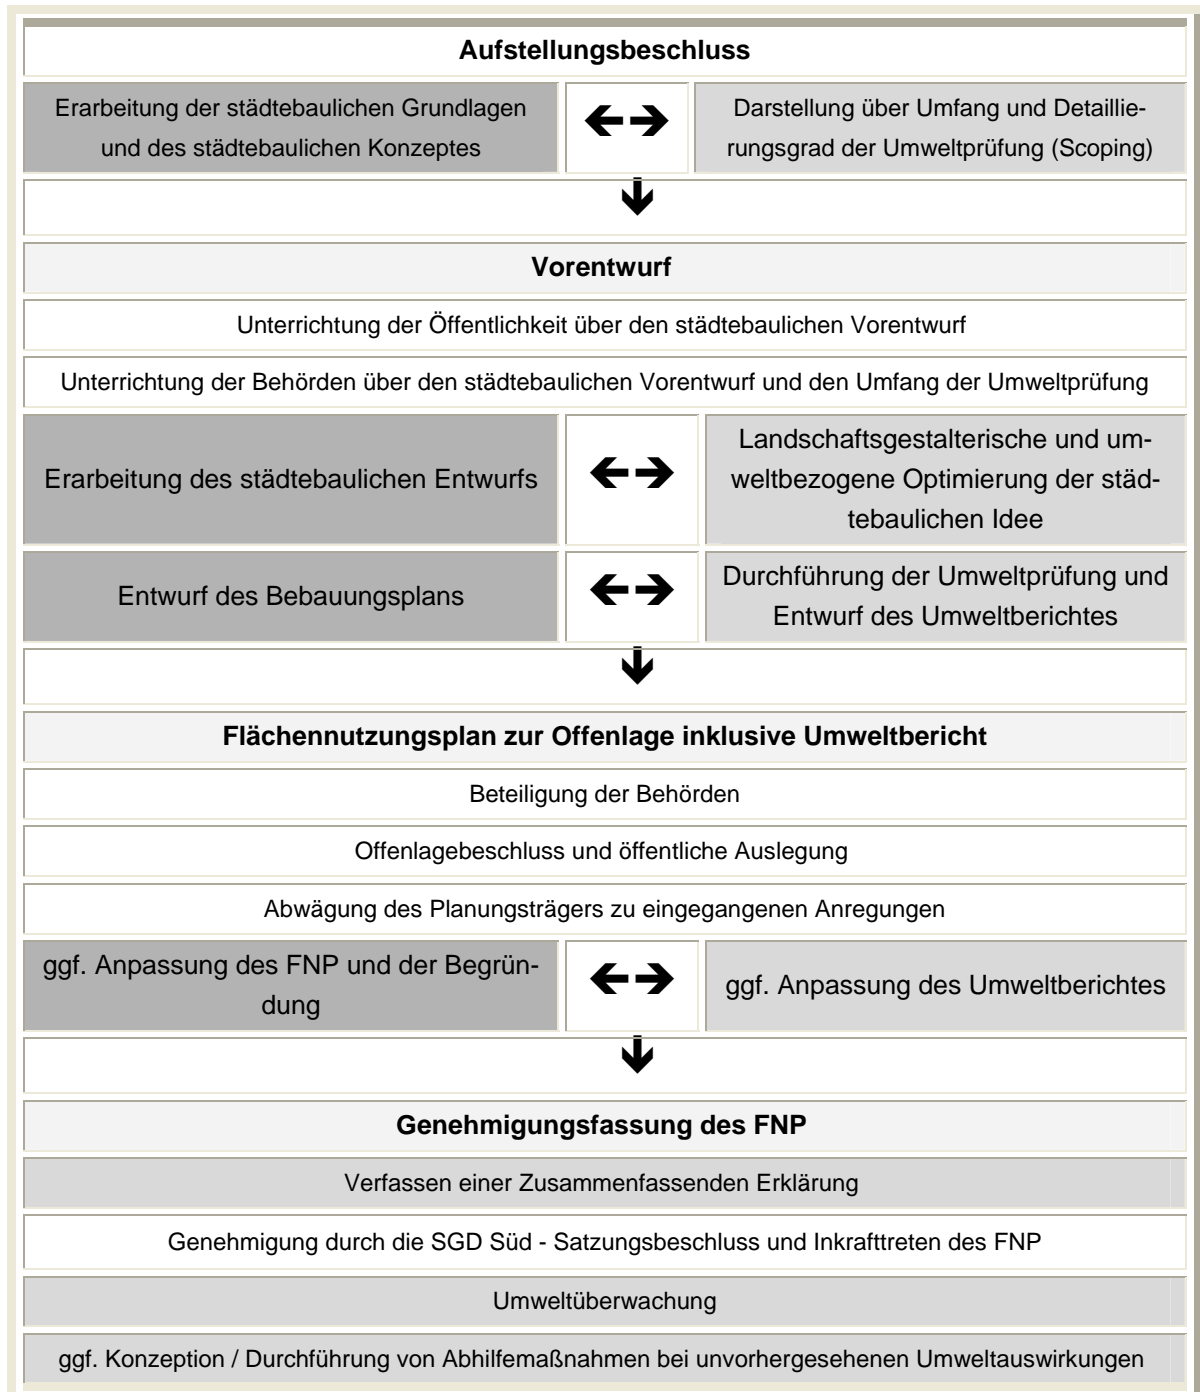 Aufstellungsbeschluss
Erarbeitung der städtebaulichen Grundlagen
und des städtebaulichen Konzeptes
Darstellung über Umfang und Detaillie-
rungsgrad der Umweltprüfung (Scoping)
Vorentwurf
Unterrichtung der Öffentlichkeit über den städtebaulichen Vorentwurf
Unterrichtung der Behörden über den städtebaulichen Vorentwurf und den Umfang der Umweltprüfung
Erarbeitung des städtebaulichen Entwurfs
Landschaftsgestalterische und um-
weltbezogene Optimierung der städ-
tebaulichen Idee
Entwurf des Bebauungsplans
Durchführung der Umweltprüfung und
Entwurf des Umweltberichtes
Flächennutzungsplan zur Offenlage inklusive Umweltbericht
Beteiligung der Behörden
Offenlagebeschluss und öffentliche Auslegung
Abwägung des Planungsträgers zu eingegangenen Anregungen
ggf. Anpassung des FNP und der Begrün-
dung
ggf. Anpassung des Umweltberichtes
Genehmigungsfassung des FNP
Verfassen einer Zusammenfassenden Erklärung
Genehmigung durch die SGD Süd - Satzungsbeschluss und Inkrafttreten des FNP
Umweltüberwachung
ggf. Konzeption / Durchführung von Abhilfemaßnahmen bei unvorhergesehenen Umweltauswirkungen